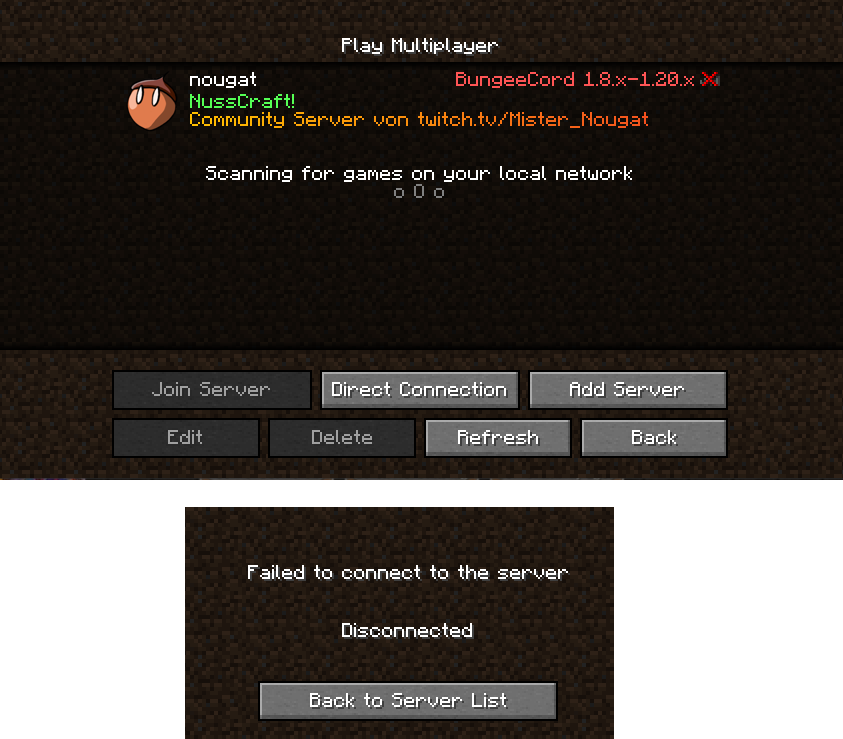 Play Multiplayer
nougat BungeeCord 1.8.x-1.20.x
NussCraft!
Community Server von twitch.tv/Mister_Nougat
Scanning for games on your local network
o O o
Join Server Direct Connection Add Server
Edit Delete Refresh Back
Failed to connect to the server
Disconnected
Back to Server List